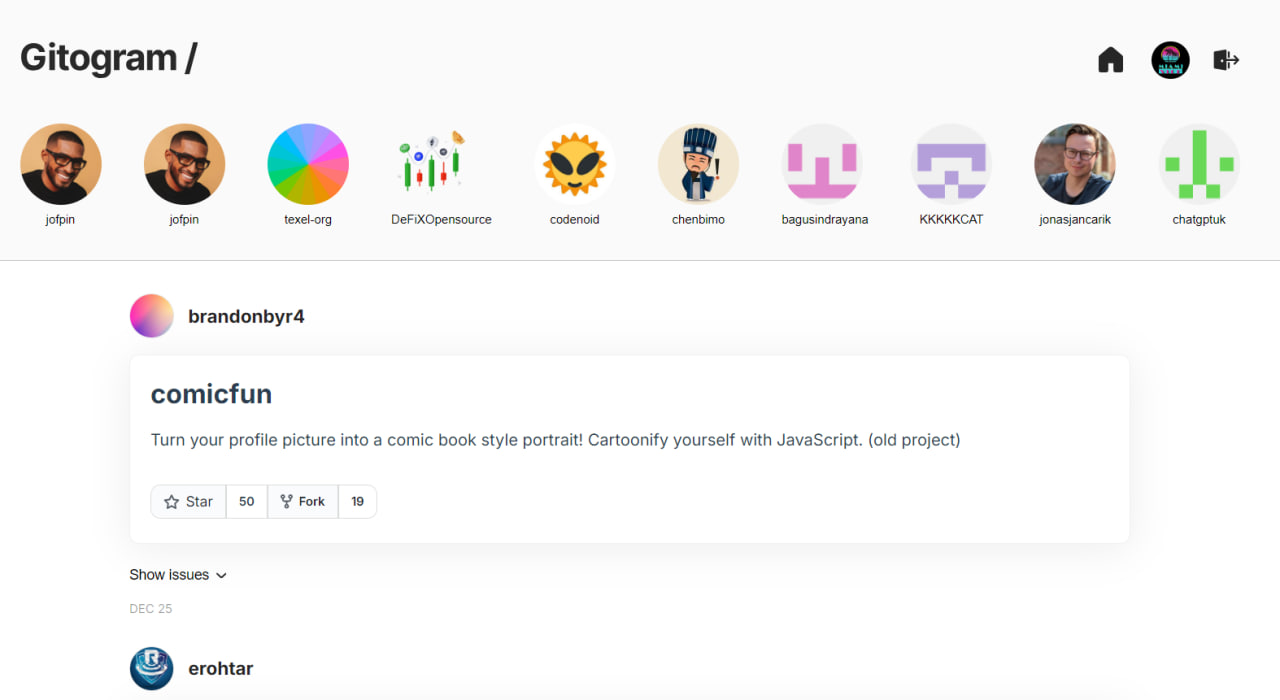 Gitogram /
MIAMI
jofpin
jofpin
texel-org
DeFiXOpensource
codenoid
chenbimo
bagusindrayana
KKKKKCAT
jonasjancarik
chatgptuk
brandonbyr4
comicfun
Turn your profile picture into a comic book style portrait! Cartoonify yourself with JavaScript. (old project)
Star 50 Fork 19
Show issues
DEC 25
erohtar